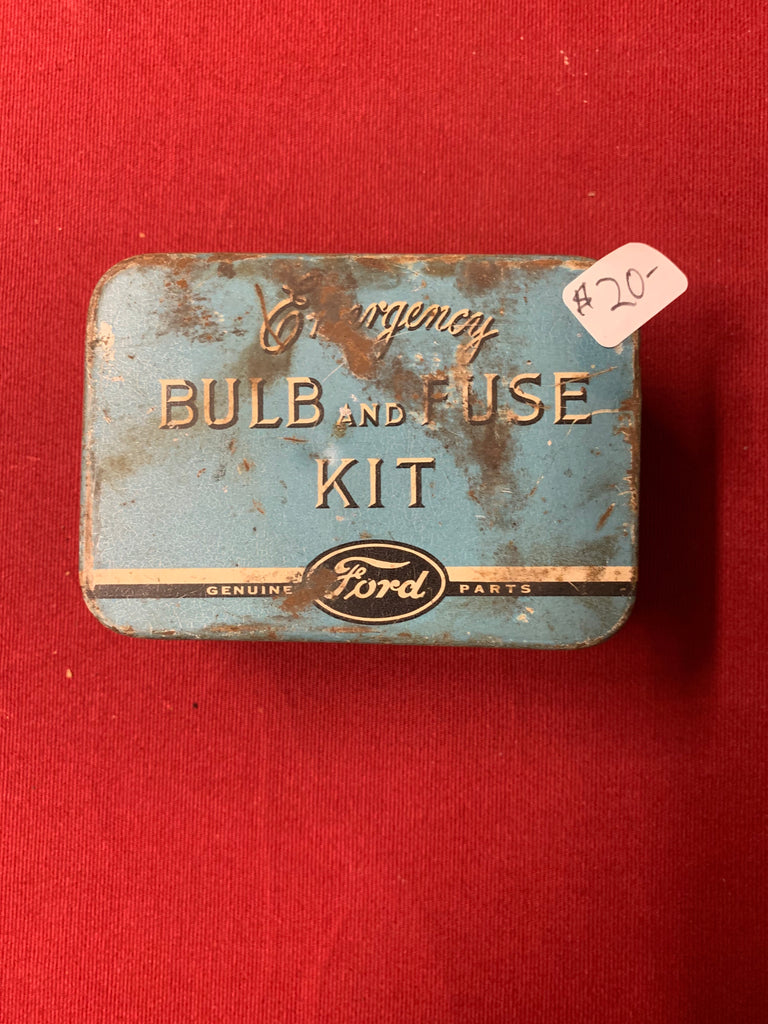 $20-
Emergency
BULB AND FUSE
KIT
GENUINE Ford PARTS